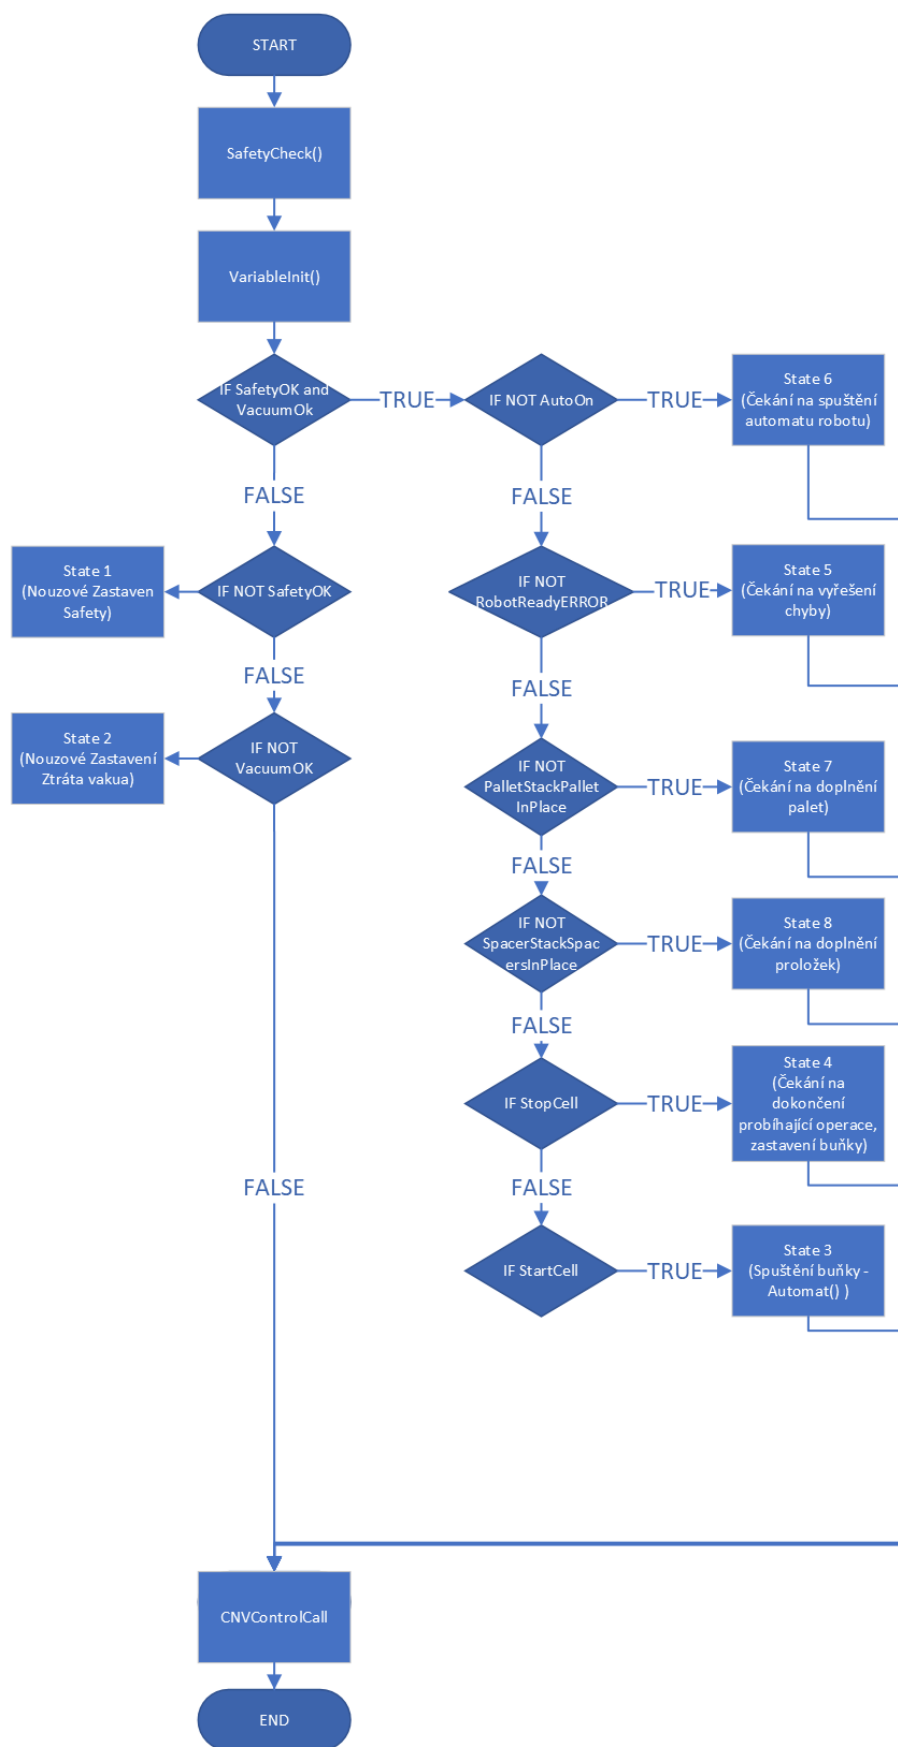 START
SafetyCheck()
VariableInit()
IF SafetyOK and
VacuumOk
TRUE
IF NOT AutoOn
TRUE
State 6
(Čekání na spuštění
automatu robotu)
FALSE
FALSE
State 1
(Nouzové Zastaven
Safety)
IF NOT SafetyOK
IF NOT
RobotReadyERROR
TRUE
State 5
(Čekání na vyřešení
chyby)
FALSE
FALSE
State 2
(Nouzové Zastavení
Ztráta vakua)
IF NOT
VacuumOK
IF NOT
PalletStackPallet
InPlace
TRUE
State 7
(Čekání na doplnění
palet)
FALSE
IF NOT
SpacerStackSpac
ersInPlace
TRUE
State 8
(Čekání na doplnění
proložek)
FALSE
IF StopCell
TRUE
State 4
(Čekání na
dokončení
probíhající operace,
zastavení buňky)
FALSE
FALSE
IF StartCell
TRUE
State 3
(Spuštění buňky -
Automat() )
CNVControlCall
END